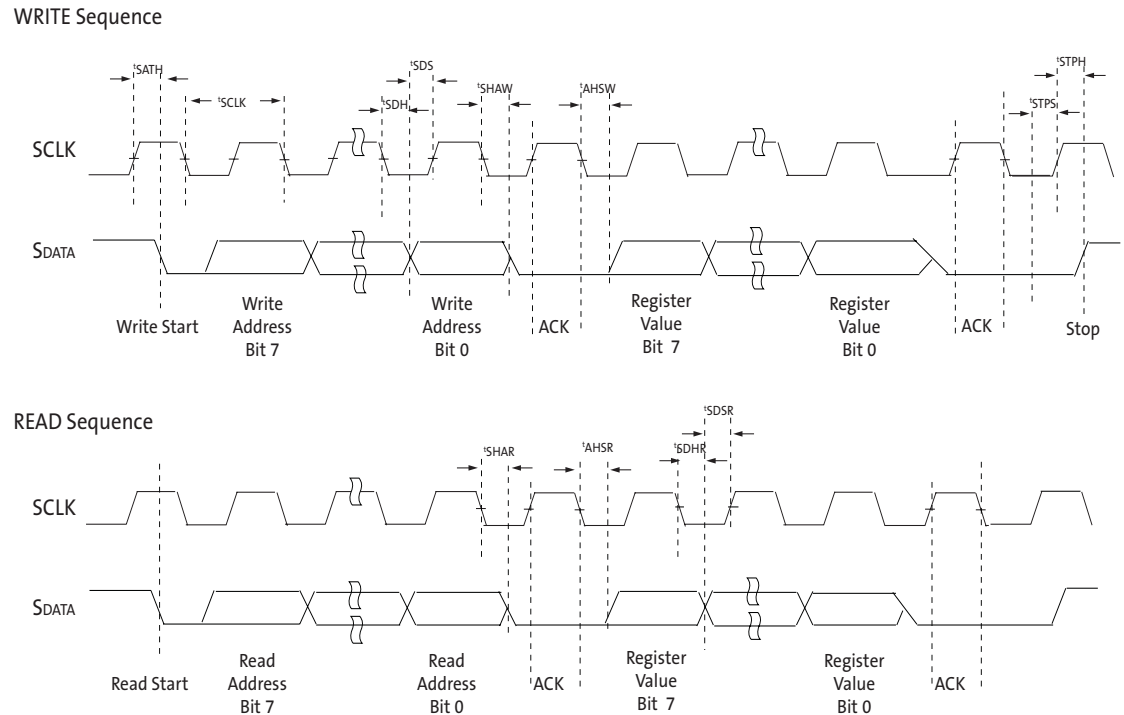 WRITE Sequence
tSATH
tSCLK
tSDS
tSDH
tSHAW
tAHSW
tSTPH
tSTPS
SCLK
SDATA
Write Start
Write
Address
Bit 7
Write
Address
Bit 0
ACK
Register
Value
Bit 7
Register
Value
Bit 0
ACK
Stop
READ Sequence
tSHAR
tAHSR
tSDSR
tSDHR
SCLK
SDATA
Read Start
Read
Address
Bit 7
Read
Address
Bit 0
ACK
Register
Value
Bit 7
Register
Value
Bit 0
ACK